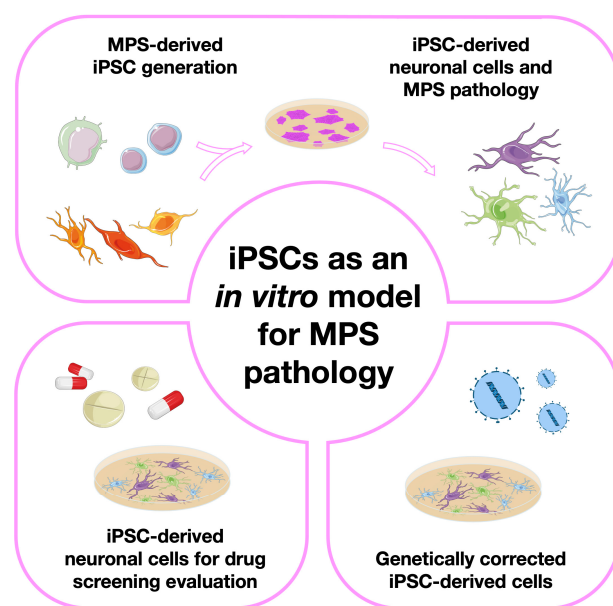 MPS-derived
iPSC generation
iPSC-derived
neuronal cells and
MPS pathology
iPSCs as an
in vitro model
for MPS
pathology
iPSC-derived
neuronal cells for drug
screening evaluation
Genetically corrected
iPSC-derived cells